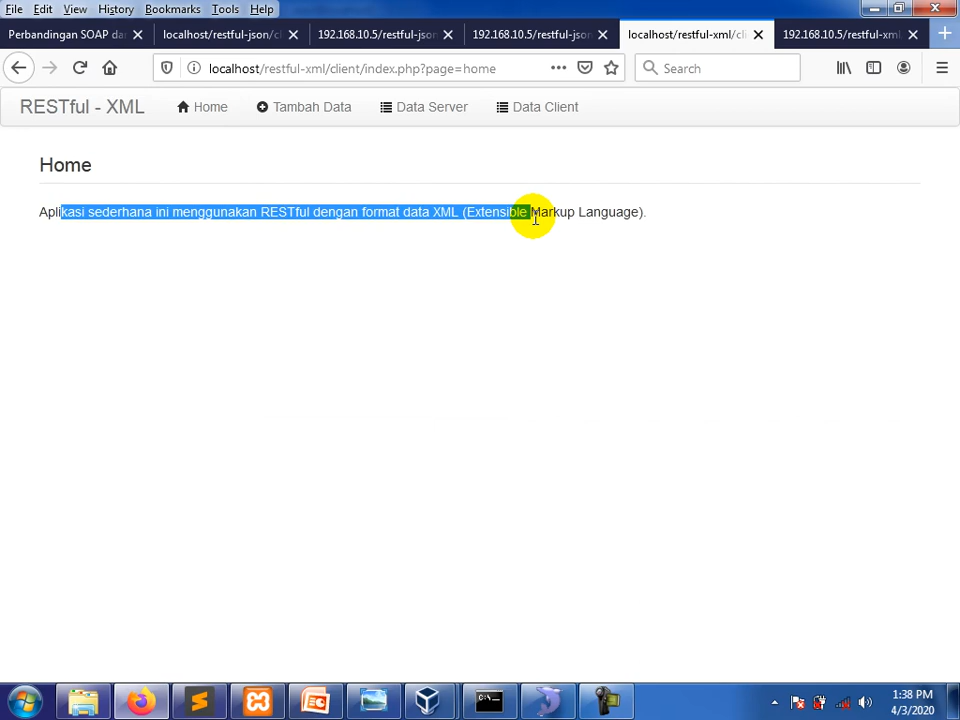 File Edit View History Bookmarks Tools Help
Perbandingan SOAP da
localhost/restful-json/cl
192.168.10.5/restful-json
192.168.10.5/restful-json
localhost/restful-xml/cli
192.168.10.5/restful-xml
localhost/restful-xml/client/index.php?page=home
Search
RESTful - XML
Home
Tambah Data
Data Server
Data Client
Home
Aplikasi sederhana ini menggunakan RESTful dengan format data XML (Extensible Markup Language).
C:\
1:38 PM
4/3/2020